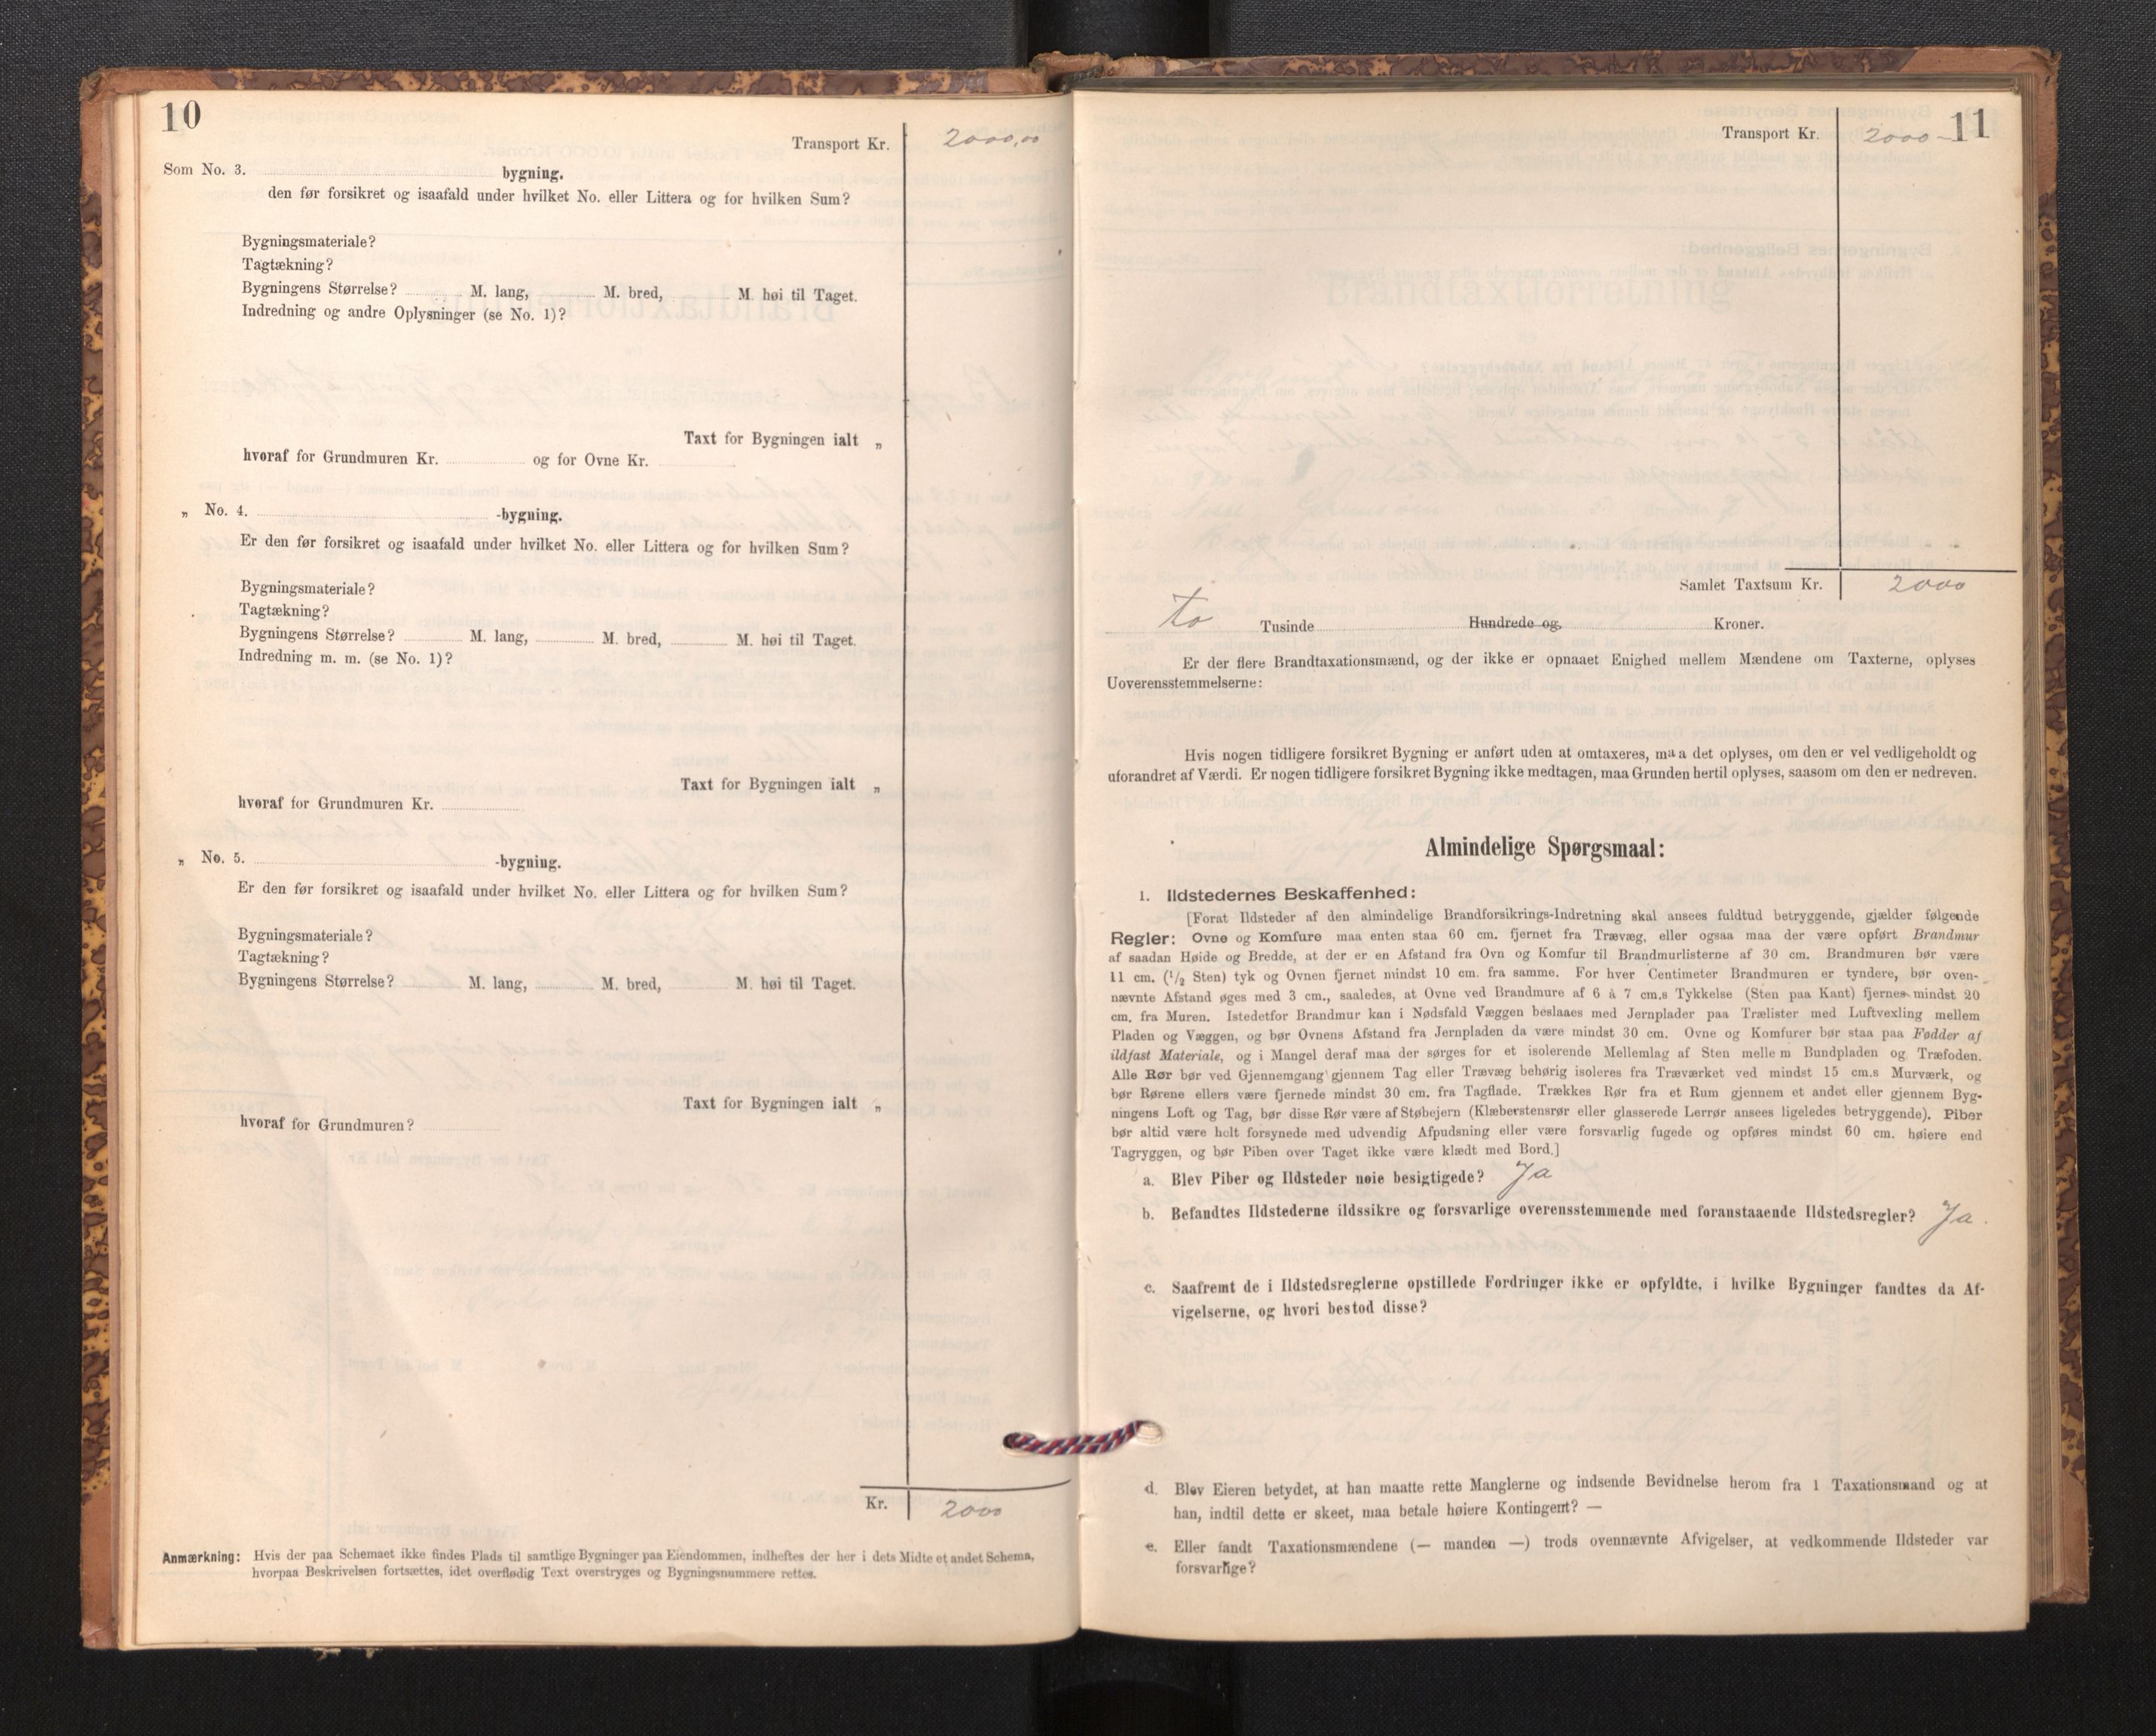 10
Transport Kr. 2000,00
Som No. 3. bygning.
den før forsikret og isaafald under hvilket No. eller Littera og for hvilken Sum?
Bygningsmateriale?
Tagtækning?
Bygningens Størrelse? M. lang, M. bred, M. høi til Taget.
Indredning og andre Oplysninger (se No. 1)?
Taxt for Bygningen ialt „
hvoraf for Grundmuren Kr. og for Ovne Kr.
„ No. 4. -bygning.
Er den før forsikret og isaafald under hvilket No. eller Littera og for hvilken Sum?
Bygningsmateriale?
Tagtækning?
Bygningens Størrelse? M. lang, M. bred, M. høi til Taget.
Indredning m. m. (se No. 1)?
Taxt for Bygningen ialt „
hvoraf for Grundmuren Kr.
„ No. 5. -bygning.
Er den før forsikret og isaafald under hvilket No. eller Littera og for hvilken Sum?
Bygningsmateriale?
Tagtækning?
Bygningens Størrelse? M. lang, M. bred, M. høi til Taget.
Taxt for Bygningen ialt „
hvoraf for Grundmuren?
Kr. 2000
Anmærkning: Hvis der paa Schemaet ikke findes Plads til samtlige Bygninger paa Eiendommen, indheftes der her i dets Midte et andet Schema,
hvorpaa Beskrivelsen fortsættes, idet overflødig Text overstryges og Bygningsnummere rettes.
11
Transport Kr. 2000-
Samlet Taxtsum Kr. 2000
To Tusinde Hundrede og Kroner.
Er der flere Brandtaxationsmænd, og der ikke er opnaaet Enighed mellem Mændene om Taxterne, oplyses
Uoverensstemmelserne:
Hvis nogen tidligere forsikret Bygning er anført uden at omtaxeres, maa det oplyses, om den er vel vedligeholdt og
uforandret af Værdi. Er nogen tidligere forsikret Bygning ikke medtagen, maa Grunden hertil oplyses, saasom om den er nedreven.
Almindelige Spørgsmaal:
1. Ildstedernes Beskaffenhed:
[Forat Ildsteder af den almindelige Brandforsikrings-Indretning skal ansees fuldtud betryggende, gjælder følgende
Regler: Ovne og Komfure maa enten staa 60 cm. fjernet fra Trævæg, eller ogsaa maa der være opført Brandmur
af saadan Høide og Bredde, at der er en Afstand fra Ovn og Komfur til Brandmurlisterne af 30 cm. Brandmuren bør være
11 cm. (1/2 Sten) tyk og Ovnen fjernet mindst 10 cm. fra samme. For hver Centimeter Brandmuren er tyndere, bør oven-
nævnte Afstand øges med 3 cm., saaledes, at Ovne ved Brandmure af 6 à 7 cm.s Tykkelse (Sten paa Kant) fjernes mindst 20
cm. fra Muren. Istedetfor Brandmur kan i Nødsfald Væggen beslaaes med Jernplader paa Trælister med Luftvexling mellem
Pladen og Væggen, og bør Ovnens Afstand fra Jernpladen da være mindst 30 cm. Ovne og Komfurer bør staa paa Fødder af
ildfast Materiale, og i Mangel deraf maa der sørges for et isolerende Mellemlag af Sten mellem Bundpladen og Træfoden.
Alle Rør bør ved Gjennemgang gjennem Tag eller Trævæg behørig isoleres fra Træværket ved mindst 15 cm.s Murværk, og
bør Rørene ellers være fjernede mindst 30 cm. fra Tagflade. Trækkes Rør fra et Rum gjennem et andet eller gjennem Byg-
ningens Loft og Tag, bør disse Rør være af Støbejern (Klæberstensrør eller glasserede Lerrør ansees ligeledes betryggende). Piber
bør altid være helt forsynede med udvendig Afpudsning eller være forsvarlig fugede og opføres mindst 60 cm. høiere end
Tagryggen, og bør Piben over Taget ikke være klædt med Bord.]
a. Blev Piber og Ildsteder nøie besigtigede? Ja
b. Befandtes Ildstederne ildssikre og forsvarlige overensstemmende med foranstaaende Ildstedsregler? Ja.
c. Saafremt de i Ildstedsreglerne opstillede Fordringer ikke er opfyldte, i hvilke Bygninger fandtes da Af-
vigelserne, og hvori bestod disse?
d. Blev Eieren betydet, at han maatte rette Manglerne og indsende Bevidnelse herom fra 1 Taxationsmand og at
han, indtil dette er skeet, maa betale høiere Kontingent? —
e. Eller fandt Taxationsmændene (— manden —) trods ovennævnte Afvigelser, at vedkommende Ildsteder var
forsvarlige?